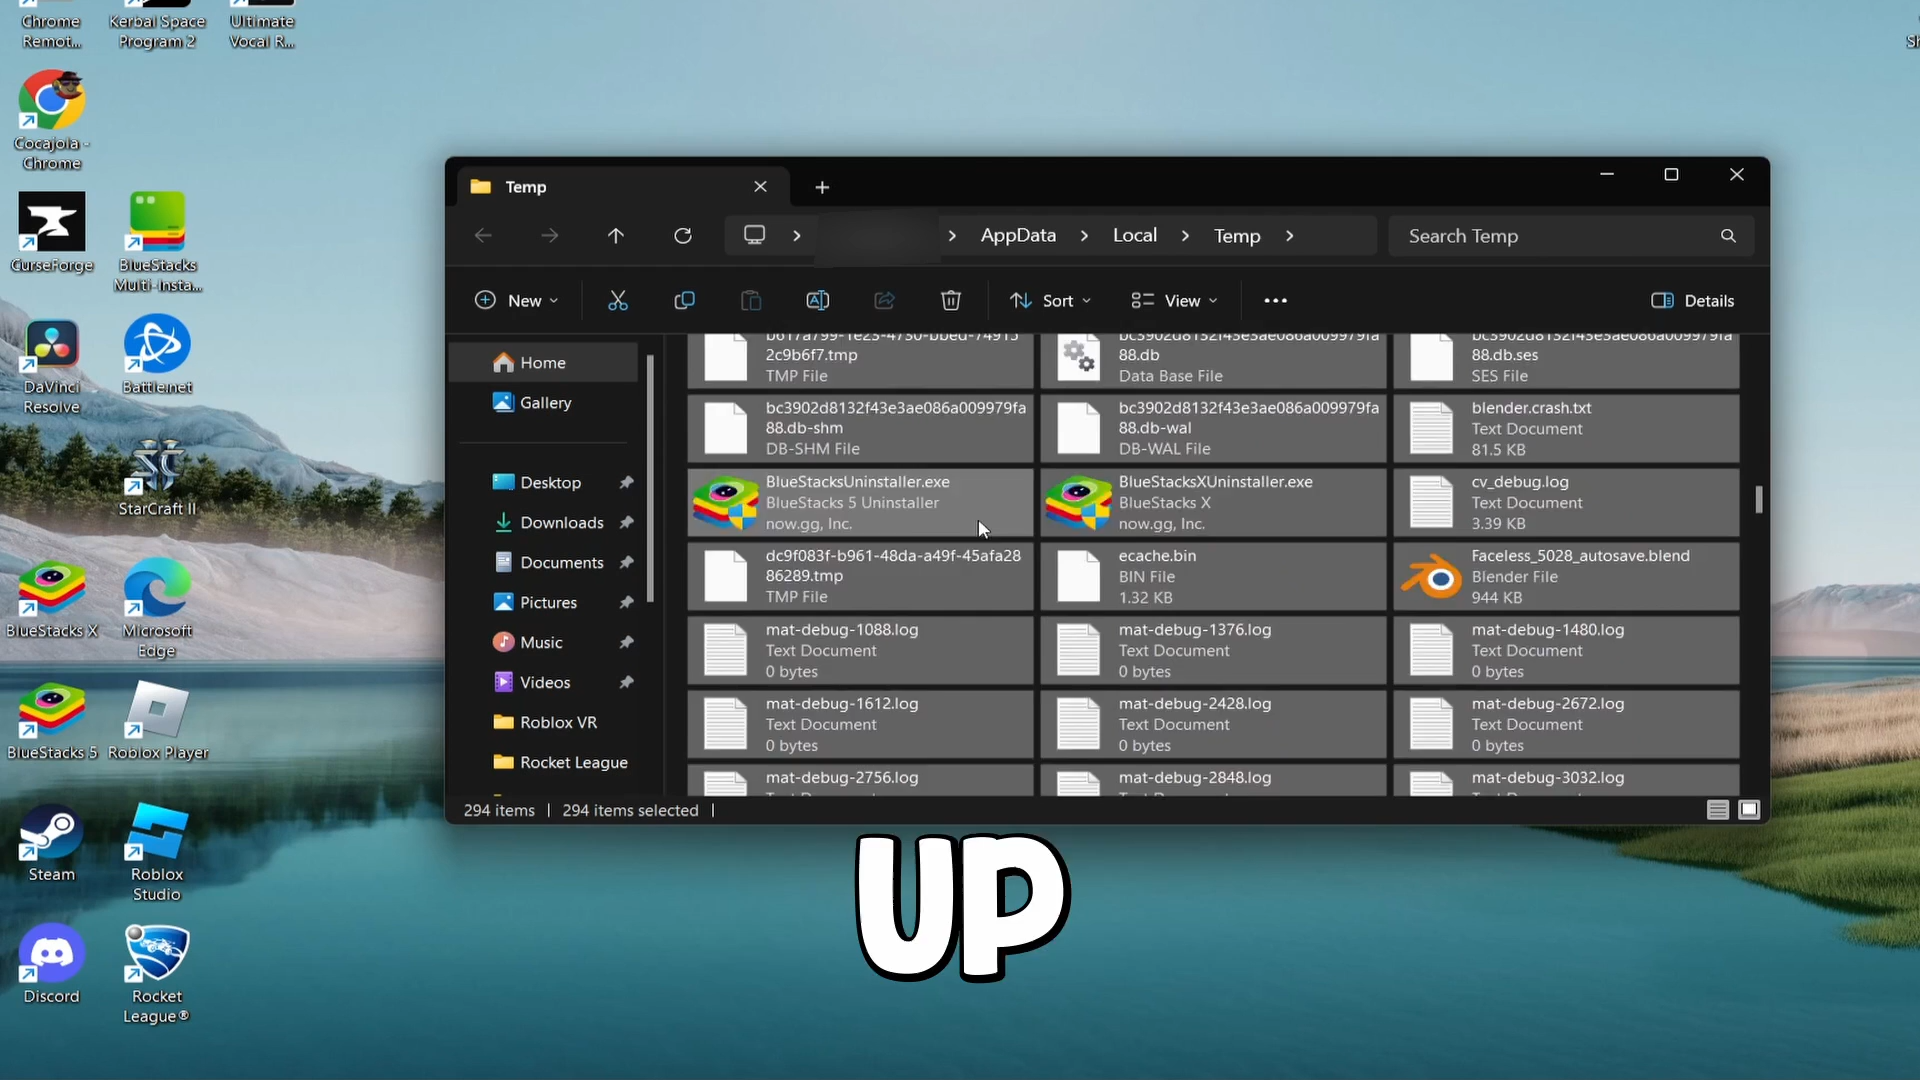 Chrome
Remot...
Kerbal Space
Program 2
Ultimate
Vocal R...
Cocajola -
Chrome
CurseForge
BlueStacks
Multi-Insta...
DaVinci
Resolve
Battle.net
StarCraft II
BlueStacks X
Microsoft
Edge
BlueStacks 5
Roblox Player
Steam
Roblox
Studio
Discord
Rocket
League®
Temp
AppData
Local
Temp
Search Temp
New
Sort
View
Details
Home
Gallery
Desktop
Downloads
Documents
Pictures
Music
Videos
Roblox VR
Rocket League
2c9b6f7.tmp
TMP File
bc3902d8132f43e3ae086a009979fa
88.db
Data Base File
bc3902d8132f43e3ae086a009979fa
88.db.ses
SES File
bc3902d8132f43e3ae086a009979fa
88.db-shm
DB-SHM File
bc3902d8132f43e3ae086a009979fa
88.db-wal
DB-WAL File
blender.crash.txt
Text Document
81.5 KB
BlueStacksUninstaller.exe
BlueStacks 5 Uninstaller
now.gg, Inc.
BlueStacksXUninstaller.exe
BlueStacks X
now.gg, Inc.
cv_debug.log
Text Document
3.39 KB
dc9f083f-b961-48da-a49f-45afa28
86289.tmp
TMP File
ecache.bin
BIN File
1.32 KB
Faceless_5028_autosave.blend
Blender File
944 KB
mat-debug-1088.log
Text Document
0 bytes
mat-debug-1376.log
Text Document
0 bytes
mat-debug-1480.log
Text Document
0 bytes
mat-debug-1612.log
Text Document
0 bytes
mat-debug-2428.log
Text Document
0 bytes
mat-debug-2672.log
Text Document
0 bytes
mat-debug-2756.log
mat-debug-2848.log
mat-debug-3032.log
294 items
294 items selected
UP